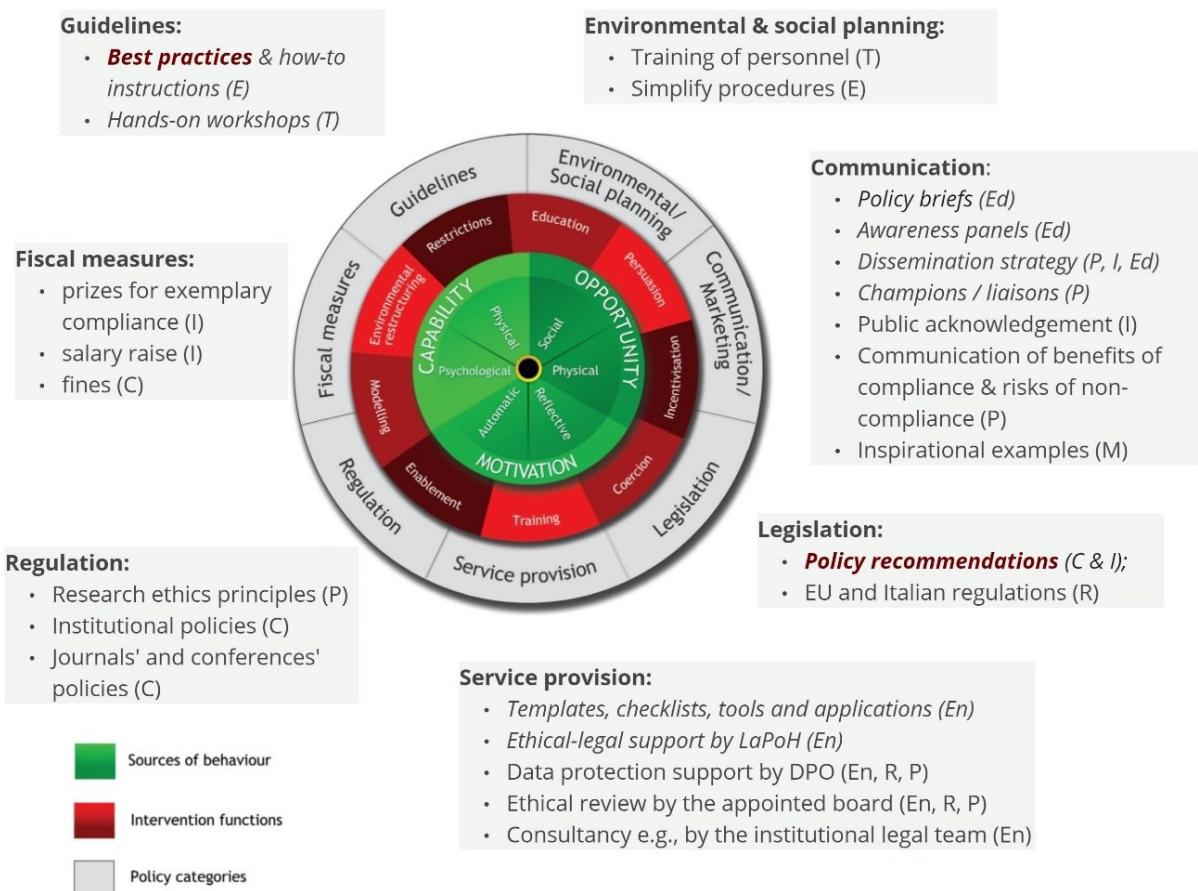 Guidelines:
• Best practices & how-to
instructions (E)
• Hands-on workshops (T)
Environmental & social planning:
• Training of personnel (T)
• Simplify procedures (E)
Communication:
• Policy briefs (Ed)
• Awareness panels (Ed)
• Dissemination strategy (P, I, Ed)
• Champions / liaisons (P)
• Public acknowledgement (I)
• Communication of benefits of
compliance & risks of non-
compliance (P)
• Inspirational examples (M)
Fiscal measures:
• prizes for exemplary
compliance (I)
• salary raise (I)
• fines (C)
Guidelines
Environmental/
Social planning
Communication/
Marketing
Legislation
Service provision
Regulation
Fiscal measures
Restrictions
Education
Persuasion
Incentivisation
Coercion
Training
Enablement
Modelling
Environmental
restructuring
CAPABILITY
OPPORTUNITY
MOTIVATION
Physical
Social
Psychological
Physical
Automatic
Reflective
Legislation:
• Policy recommendations (C & I);
• EU and Italian regulations (R)
Regulation:
• Research ethics principles (P)
• Institutional policies (C)
• Journals' and conferences'
policies (C)
Service provision:
• Templates, checklists, tools and applications (En)
• Ethical-legal support by LaPoH (En)
• Data protection support by DPO (En, R, P)
• Ethical review by the appointed board (En, R, P)
• Consultancy e.g., by the institutional legal team (En)
Sources of behaviour
Intervention functions
Policy categories